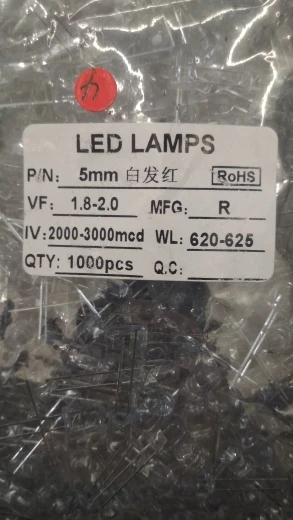 LED LAMPS
P/N: 5mm 白发红 RoHS
VF: 1.8-2.0 MFG: R
IV: 2000-3000mcd WL: 620-625
QTY: 1000pcs Q.C: